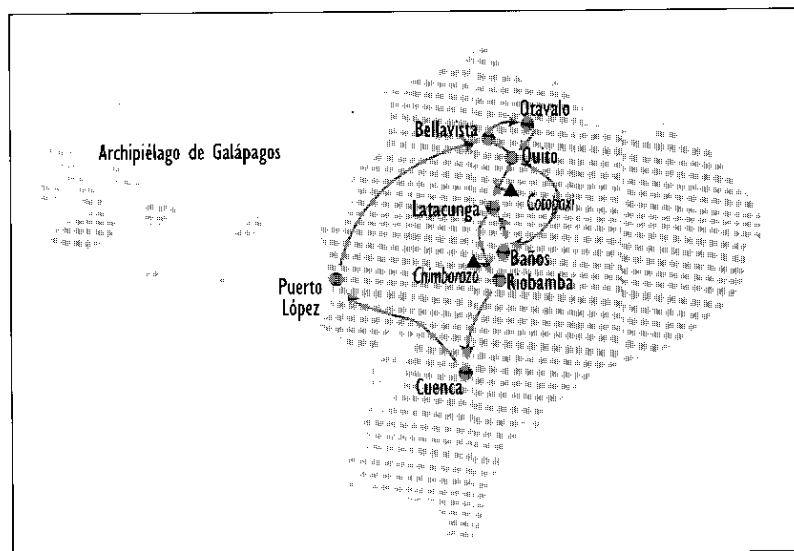 Otavalo
Bellavista
Archipiélago de Galápagos
Quito
Cotopaxi
Latacunga
Baños
Chimborazo
Riobamba
Puerto
López
Cuenca